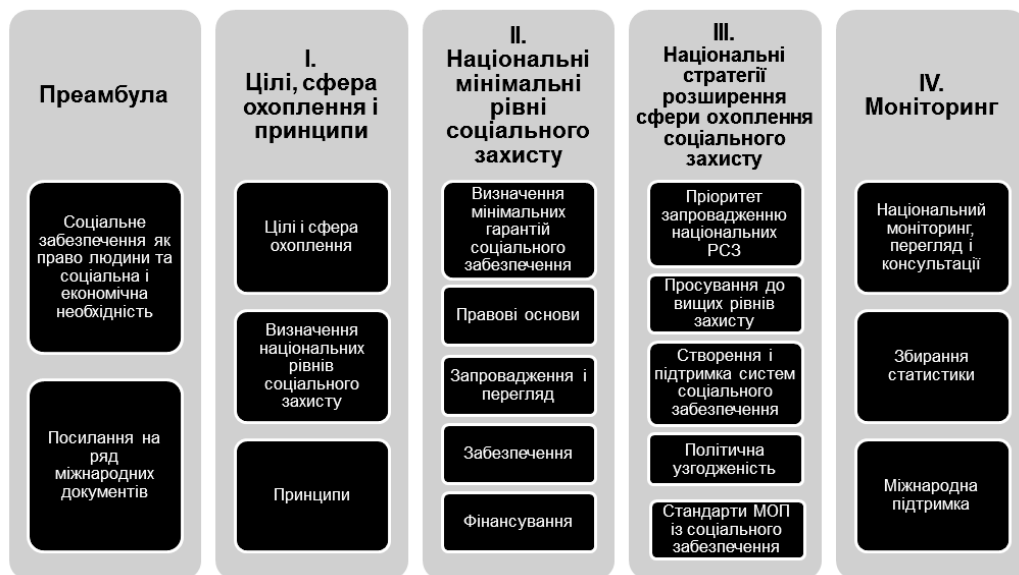 Преамбула
Соціальне
забезпечення як
право людини та
соціальна і
економічна
необхідність
Посилання на
ряд
міжнародних
документів
I.
Цілі, сфера
охоплення і
принципи
Цілі і сфера
охоплення
Визначення
національних
рівнів
соціального
захисту
Принципи
II.
Національні
мінімальні
рівні
соціального
захисту
Визначення
мінімальних
гарантій
соціального
забезпечення
Правові основи
Запровадження і
перегляд
Забезпечення
Фінансування
III.
Національні
стратегії
розширення
сфери охоплення
соціального
захисту
Пріоритет
запровадженню
національних
РСЗ
Просування до
вищих рівнів
захисту
Створення і
підтримка систем
соціального
забезпечення
Політична
узгодженість
Стандарти МОП
із соціального
забезпечення
IV.
Моніторинг
Національний
моніторинг,
перегляд і
консультації
Збирання
статистики
Міжнародна
підтримка